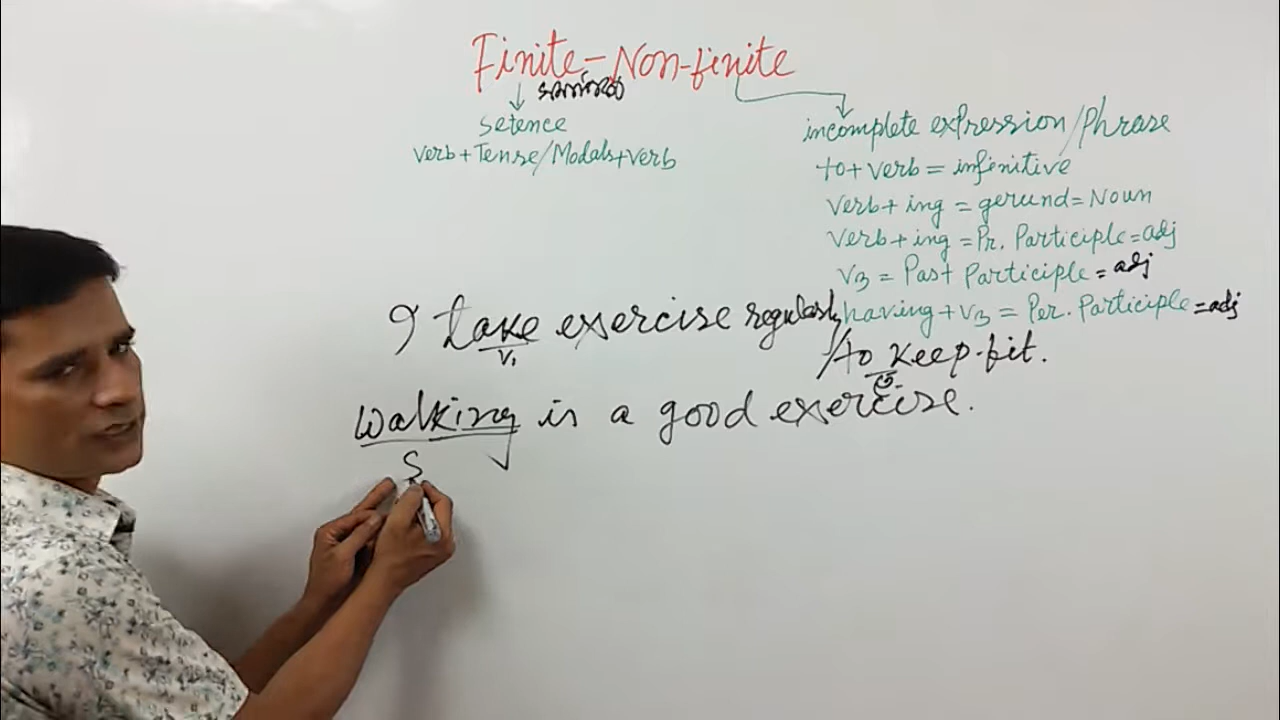 Finite-Non-finite
setence
verb+Tense/Modals+verb
incomplete expression/Phrase
to+verb = infinitive
verb+ing = gerund=Noun
verb+ing =Pr. Participle=adj
V3 = Past Participle=adj
having+V3 = Per. Participle=adj
I take exercise regularly
V1
/to keep-fit.
walking is a good exercise.
S